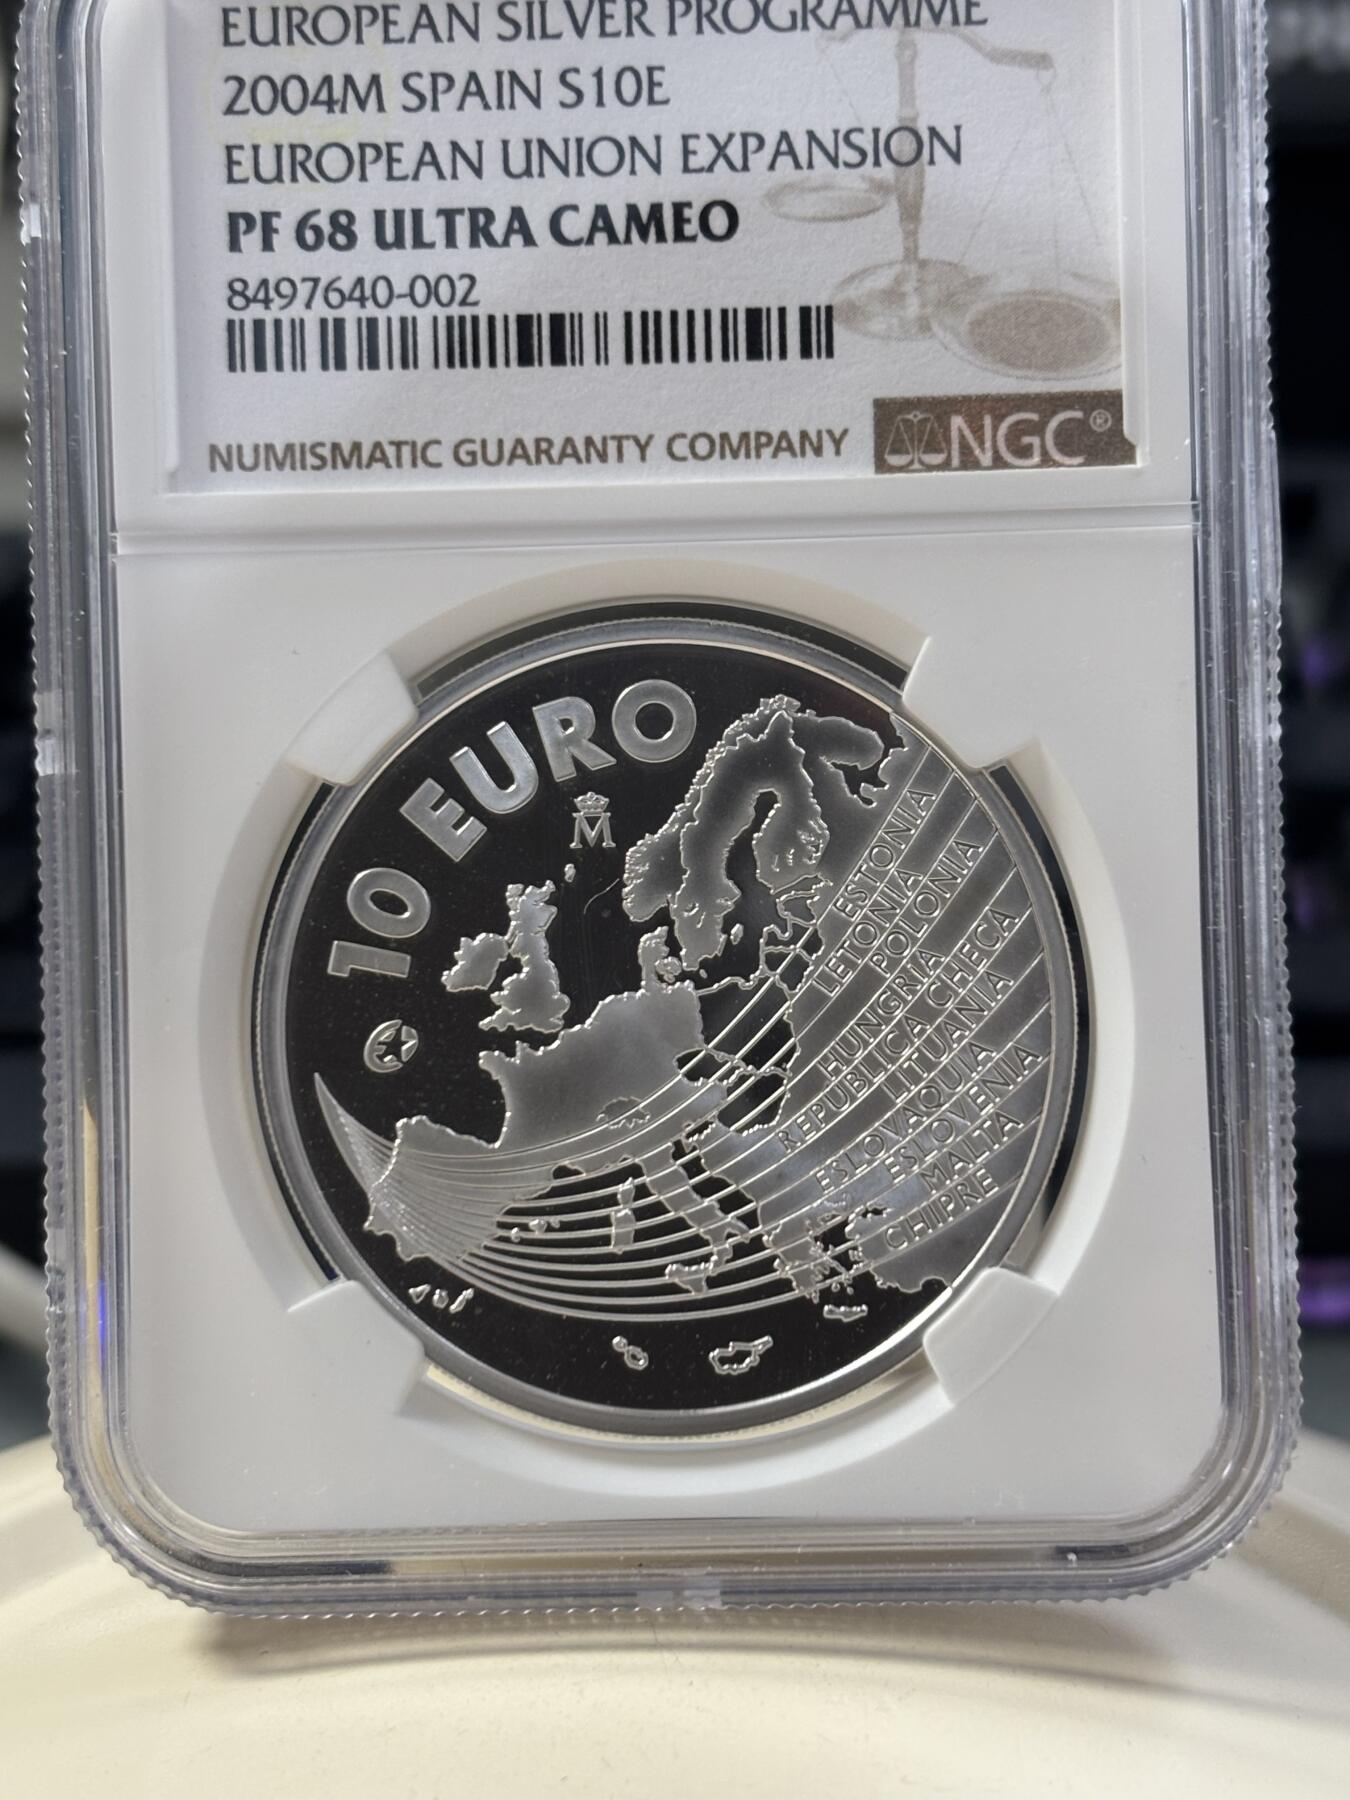 EUROPEAN SILVER PROGRAMME
2004M SPAIN S10E
EUROPEAN UNION EXPANSION
PF 68 ULTRA CAMEO
8497640-002
NUMISMATIC GUARANTY COMPANY NGC®
10 EURO
M
ESTONIA
LETONIA
POLONIA
HUNGRIA
REPUBLICA CHECA
LITUANIA
ESLOVAQUIA
ESLOVENIA
MALTA
CHIPRE